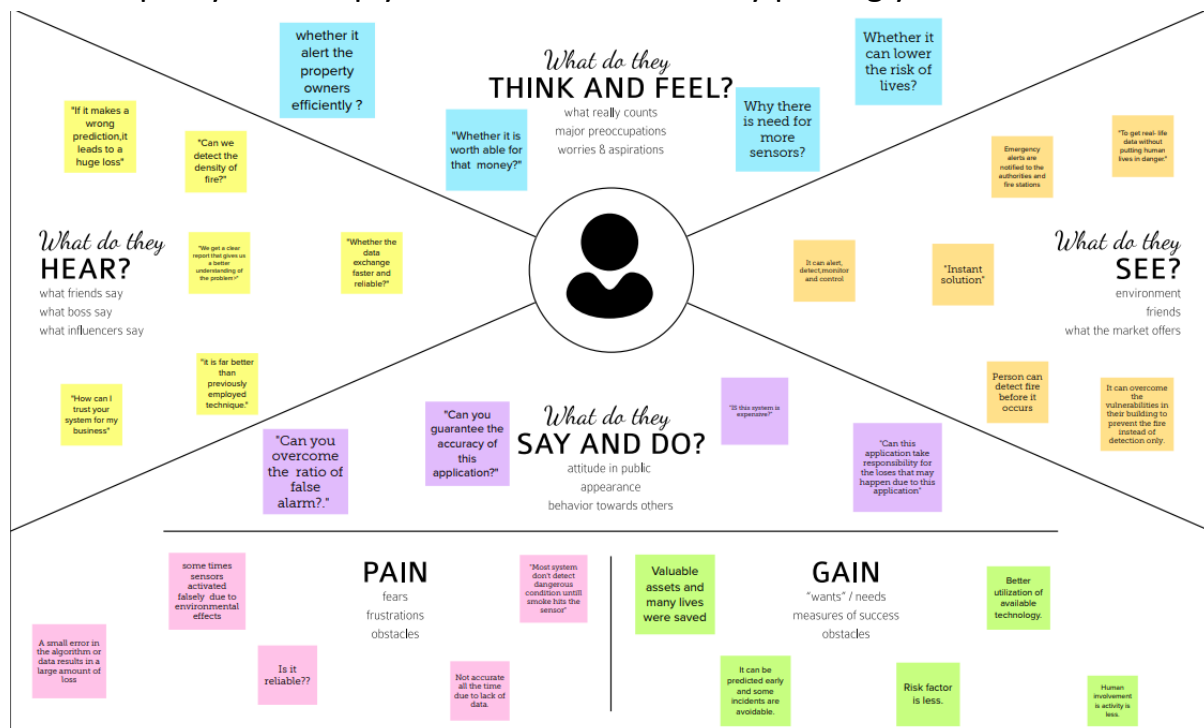 whether it
alert the
property
owners
efficiently ?
"Whether it is
worth able for
that money?"
What do they
THINK AND FEEL?
what really counts
major preoccupations
worries & aspirations
Why there
is need for
more
sensors?
Whether it
can lower
the risk of
lives?
"If it makes a
wrong
prediction,it
leads to a
huge loss"
"Can we
detect the
density of
fire?"
What do they
HEAR?
what friends say
what boss say
what influencers say
"We get a clear
report that gives us
a better
understanding of
the problem
"Whether the
data
exchange
faster and
reliable?"
"How can I
trust your
system for my
business"
"it is far better
than
previously
employed
technique."
Emergency
alerts are
notified to the
authorities and
fire stations
"To get real- life
data without
putting human
lives in danger."
It can alert,
detect,monitor
and control
"Instant
solution"
What do they
SEE?
environment
friends
what the market offers
Person can
detect fire
before it
occurs
It can overcome
the
vulnerabilities in
their building to
prevent the fire
instead of
detection only.
"Can you
overcome
the ratio of
false
alarm?."
"Can you
guarantee the
accuracy of
this
application?"
What do they
SAY AND DO?
attitude in public
appearance
behavior towards others
"IS this system is
expensive?"
"Can this
application take
responsibility for
the loses that may
happen due to this
application"
PAIN
fears
frustrations
obstacles
some times
sensors
activated
falsely due to
environmental
effects
"Most system
don't detect
dangerous
condition untill
smoke hits the
sensor"
A small error in
the algorithm or
data results in a
large amount of
loss
Is it
reliable??
Not accurate
all the time
due to lack of
data.
GAIN
"wants" / needs
measures of success
obstacles
Valuable
assets and
many lives
were saved
Better
utilization of
available
technology.
It can be
predicted early
and some
incidents are
avoidable.
Risk factor
is less.
Human
involvement
is activity is
less.